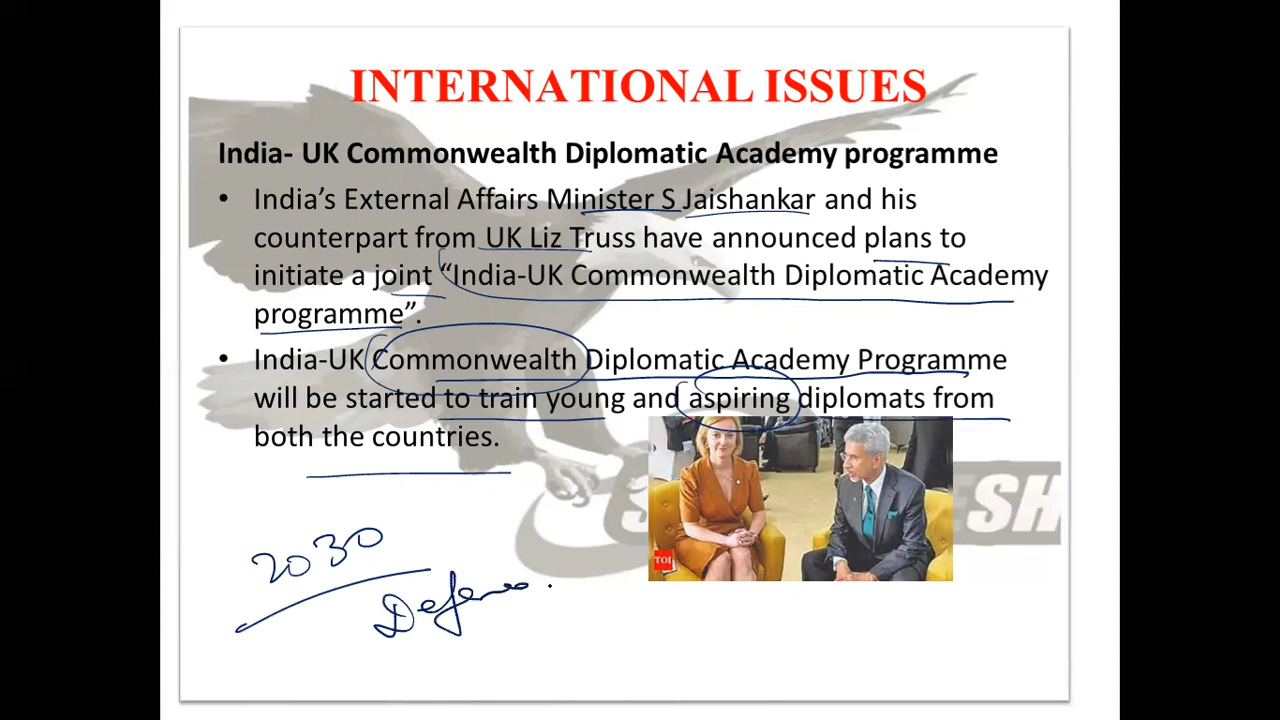 INTERNATIONAL ISSUES
India- UK Commonwealth Diplomatic Academy programme
• India’s External Affairs Minister S Jaishankar and his
counterpart from UK Liz Truss have announced plans to
initiate a joint “India-UK Commonwealth Diplomatic Academy
programme”.
• India-UK Commonwealth Diplomatic Academy Programme
will be started to train young and aspiring diplomats from
both the countries.
ESH
TOI
2030